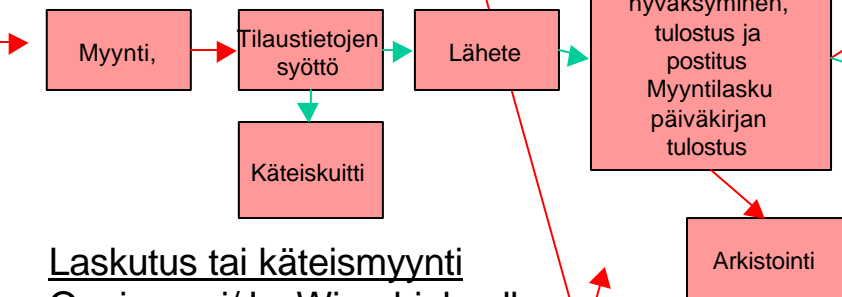 hyväksyminen,
tulostus ja
postitus
Myyntilasku
päiväkirjan
tulostus
Myynti,
Tilaustietojen
syöttö
Lähete
Käteiskuitti
Arkistointi
Laskutus tai käteismyynti